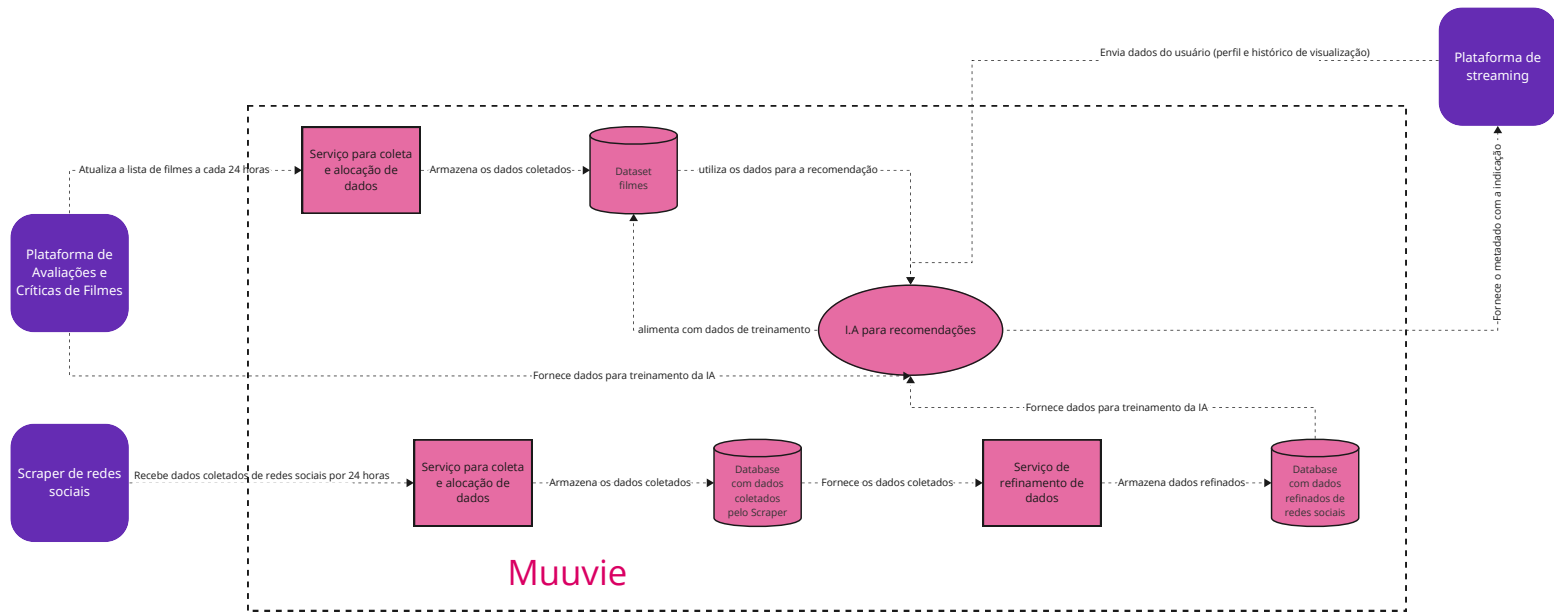 Envia dados do usuário (perfil e histórico de visualização)
Plataforma de
streaming
Atualiza a lista de filmes a cada 24 horas
Serviço para coleta
e alocação de
dados
Armazena os dados coletados
Dataset
filmes
utiliza os dados para a recomendação
Fornece o metadado com a indicação
Plataforma de
Avaliações e
Críticas de Filmes
alimenta com dados de treinamento
I.A para recomendações
Fornece dados para treinamento da IA
Fornece dados para treinamento da IA
Scraper de redes
sociais
Recebe dados coletados de redes sociais por 24 horas
Serviço para coleta
e alocação de
dados
Armazena os dados coletados
Database
com dados
coletados
pelo Scraper
Fornece os dados coletados
Serviço de
refinamento de
dados
Armazena dados refinados
Database
com dados
refinados de
redes sociais
Muuvie